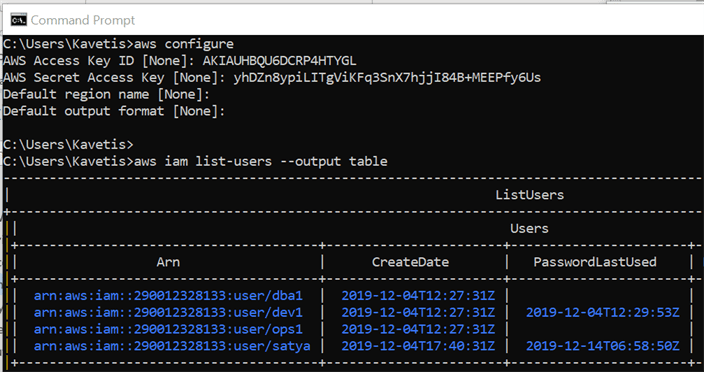 Command Prompt
C:\Users\Kavetis>aws configure
AWS Access Key ID [None]: AKIAUHBQU6DCRP4HTYGL
AWS Secret Access Key [None]: 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
Default region name [None]:
Default output format [None]:
C:\Users\Kavetis>
C:\Users\Kavetis>aws iam list-users --output table
ListUsers
Users
Arn | CreateDate | PasswordLastUsed |
arn:aws:iam::290012328133:user/dba1 | 2019-12-04T12:27:31Z | |
arn:aws:iam::290012328133:user/dev1 | 2019-12-04T12:27:31Z | 2019-12-04T12:29:53Z |
arn:aws:iam::290012328133:user/ops1 | 2019-12-04T12:27:31Z | |
arn:aws:iam::290012328133:user/satya | 2019-12-04T17:40:31Z | 2019-12-14T06:58:50Z |